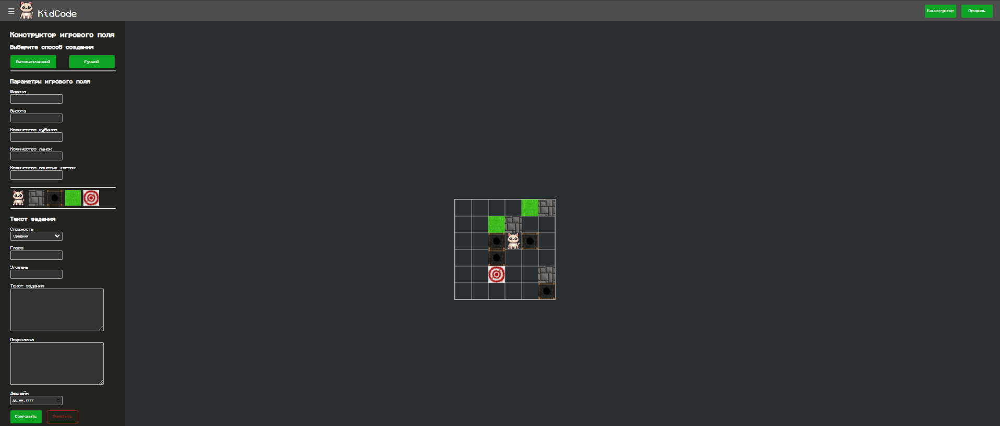 ☰ KidCode
Конструктор Профиль
Конструктор игрового поля
Выберите способ создания
Автоматический Ручной
Параметры игрового поля
Ширина
Высота
Количество кубиков
Количество лунок
Количество занятых клеток
Текст задания
Сложность
Средний
Глава
Уровень
Текст задания
Подсказка
Дедлайн
дд.мм.гггг
Сохранить Очистить